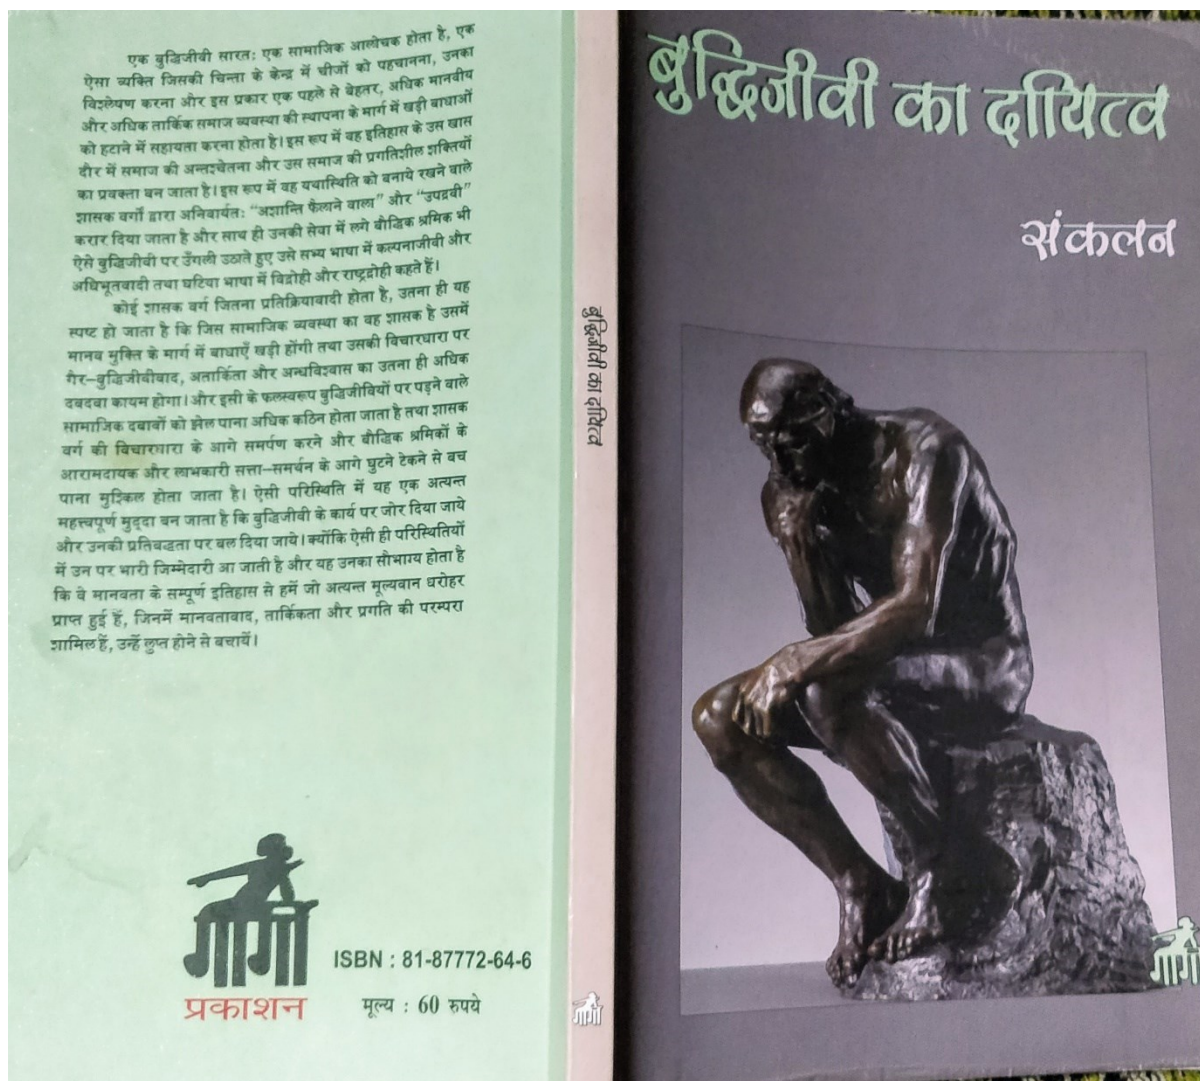 एक बुद्धिजीवी सारतः एक सामाजिक आलोचक होता है, एक
ऐसा व्यक्ति जिसकी चिन्ता के केन्द्र में चीजों को पहचानना, उनका
विश्लेषण करना और इस प्रकार एक पहले से बेहतर, अधिक मानवीय
और अधिक तार्किक समाज व्यवस्था की स्थापना के मार्ग में खड़ी बाधाओं
को हटाने में सहायता करना होता है। इस रूप में वह इतिहास के उस खास
दौर में समाज की अन्तश्चेतना और उस समाज की प्रगतिशील शक्तियों
का प्रवक्ता बन जाता है। इस रूप में वह यथास्थिति को बनाये रखने वाले
शासक वर्गों द्वारा अनिवार्यतः "अशान्ति फैलाने वाला" और "उपद्रवी"
करार दिया जाता है और साथ ही उनकी सेवा में लगे बौद्धिक श्रमिक भी
ऐसे बुद्धिजीवी पर उँगली उठाते हुए उसे सभ्य भाषा में कल्पनाजीवी और
अधिभूतवादी तथा घटिया भाषा में विद्रोही और राष्ट्रद्रोही कहते हैं।
कोई शासक वर्ग जितना प्रतिक्रियावादी होता है, उतना ही यह
स्पष्ट हो जाता है कि जिस सामाजिक व्यवस्था का वह शासक है उसमें
मानव मुक्ति के मार्ग में बाधाएँ खड़ी होंगी तथा उसकी विचारधारा पर
गैर–बुद्धिजीवीवाद, अतार्किता और अन्धविश्वास का उतना ही अधिक
दबदबा कायम होगा। और इसी के फलस्वरूप बुद्धिजीवियों पर पड़ने वाले
सामाजिक दबावों को झेल पाना अधिक कठिन होता जाता है तथा शासक
वर्ग की विचारधारा के आगे समर्पण करने और बौद्धिक श्रमिकों के
आरामदायक और लाभकारी सत्ता–समर्थन के आगे घुटने टेकने से बच
पाना मुश्किल होता जाता है। ऐसी परिस्थिति में यह एक अत्यन्त
महत्त्वपूर्ण मुद्दा बन जाता है कि बुद्धिजीवी के कार्य पर जोर दिया जाये
और उनकी प्रतिबद्धता पर बल दिया जाये। क्योंकि ऐसी ही परिस्थितियों
में उन पर भारी जिम्मेदारी आ जाती है और यह उनका सौभाग्य होता है
कि वे मानवता के सम्पूर्ण इतिहास से हमें जो अत्यन्त मूल्यवान धरोहर
प्राप्त हुई हैं, जिनमें मानवतावाद, तार्किकता और प्रगति की परम्परा
शामिल हैं, उन्हें लुप्त होने से बचायें।
गार्गी
प्रकाशन
ISBN : 81-87772-64-6
मूल्य : 60 रुपये
बुद्धिजीवी का दायित्व
गार्गी
बुद्धिजीवी का दायित्व
संकलन
गार्गी